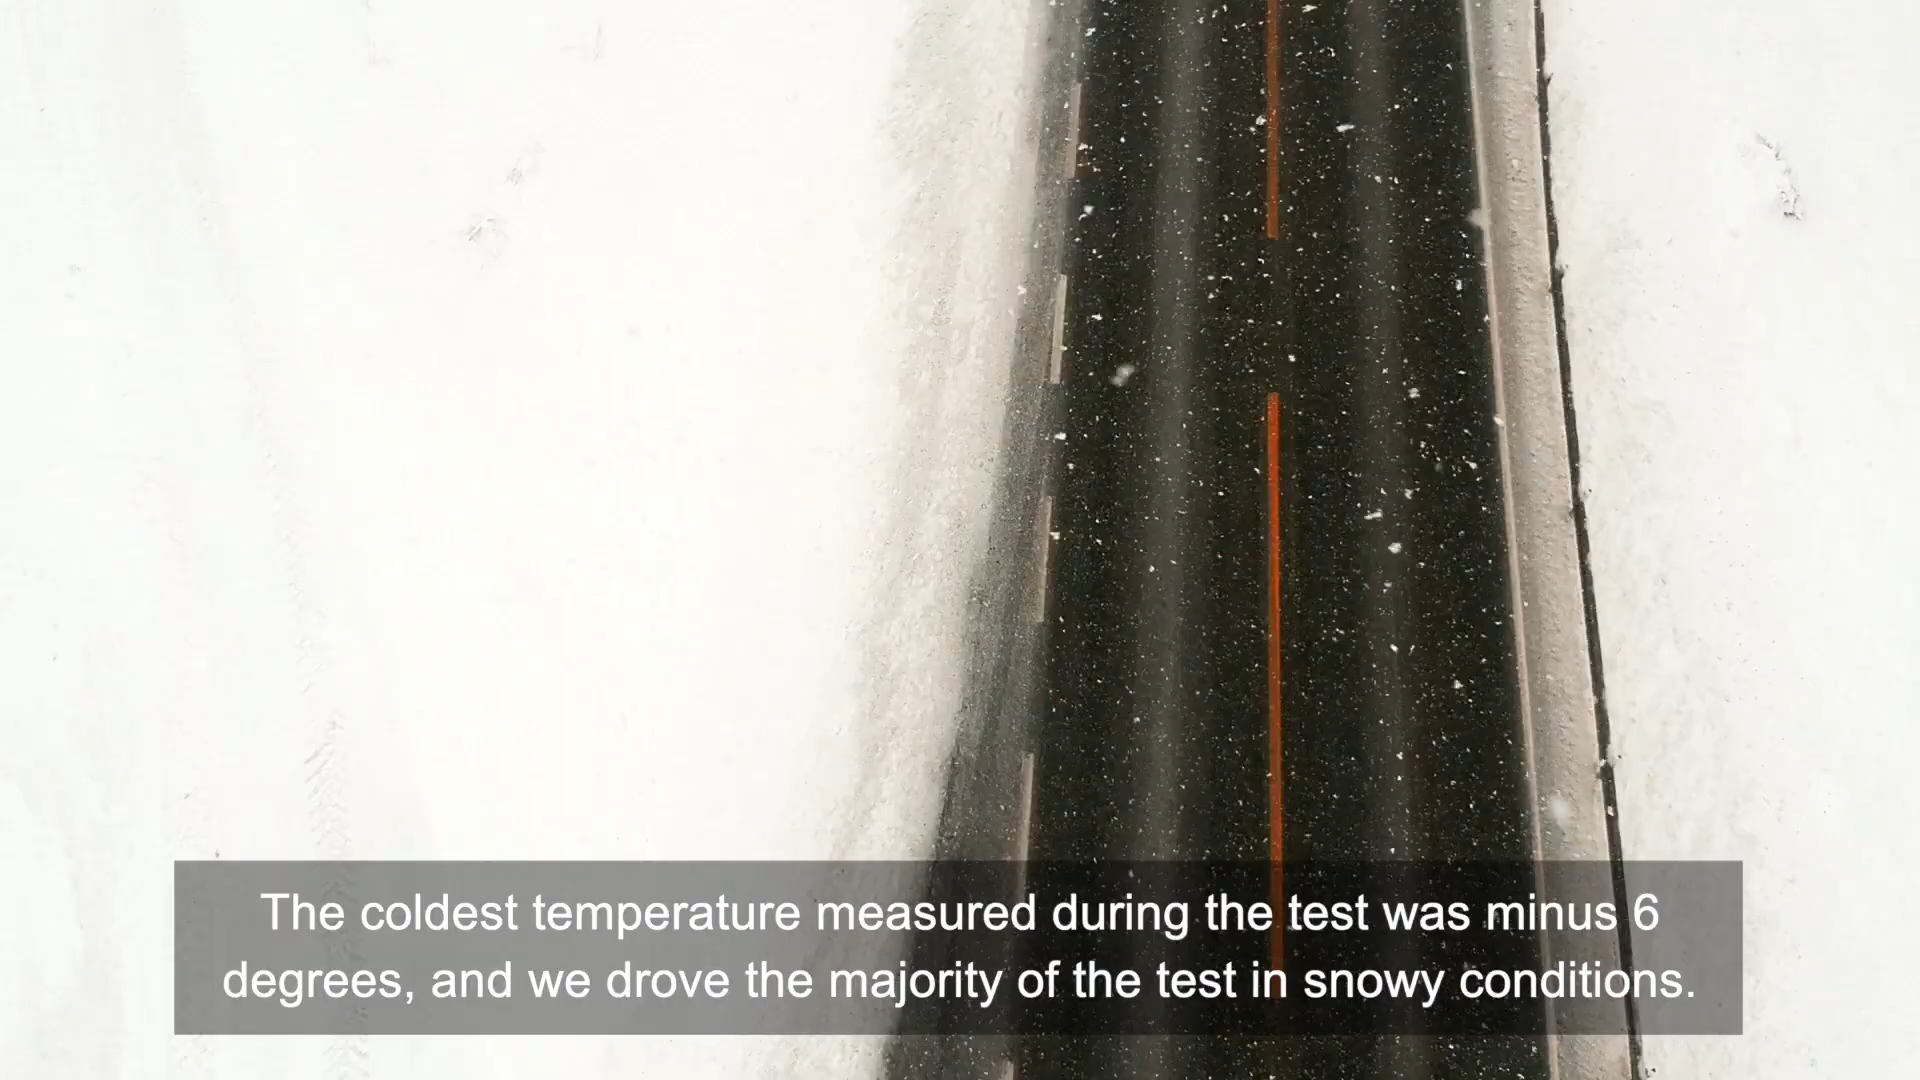 The coldest temperature measured during the test was minus 6
degrees, and we drove the majority of the test in snowy conditions.